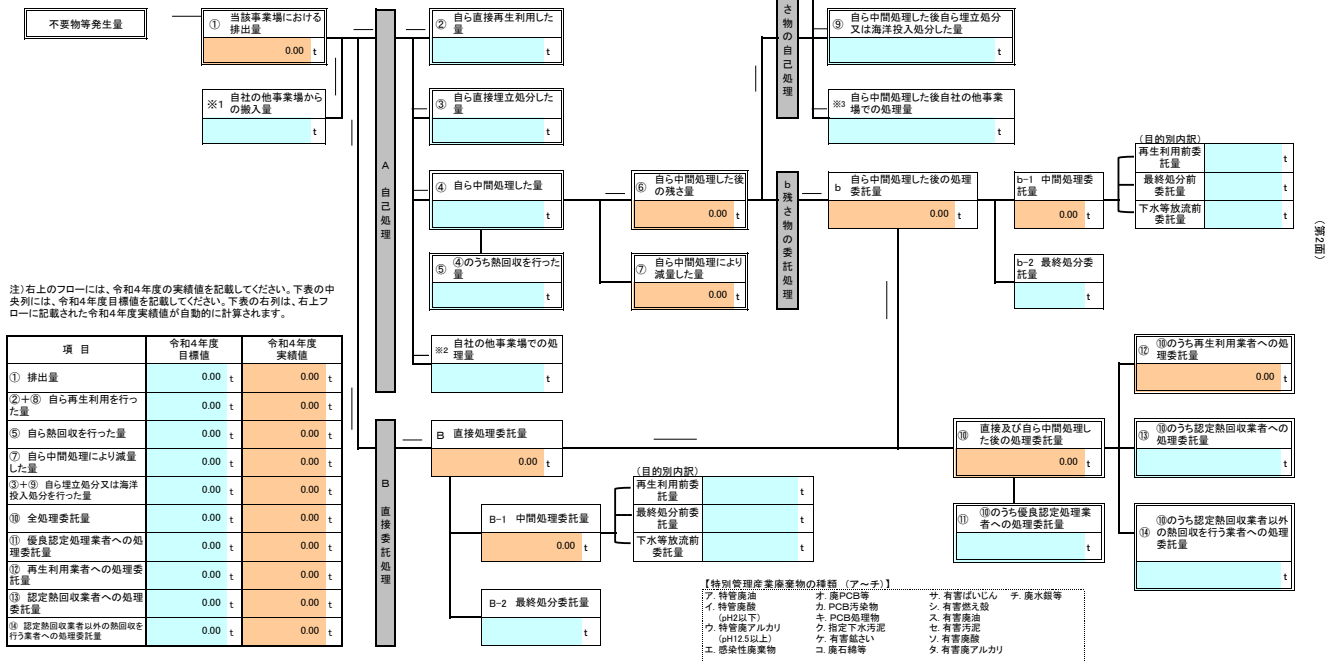 不要物等発生量
① 当該事業場における
排出量
0.00 t
※1 自社の他事業場から
の搬入量
t
A 自己処理
② 自ら直接再生利用した
量
t
③ 自ら直接埋立処分した
量
t
④ 自ら中間処理した量
t
⑤ ④のうち熱回収を行った
量
t
※2 自社の他事業場での処
理量
t
⑥ 自ら中間処理した後
の残さ量
0.00 t
⑦ 自ら中間処理により
減量した量
0.00 t
さ物の自己処理
⑨ 自ら中間処理した後自ら埋立処分
又は海洋投入処分した量
t
※3 自ら中間処理した後自社の他事業
場での処理量
t
b残さ物の委託処理
b 自ら中間処理した後の処理
委託量
0.00 t
b-1 中間処理委
託量
0.00 t
(目的別内訳)
再生利用前委
託量
t
最終処分前
委託量
t
下水等放流前
委託量
t
b-2 最終処分委
託量
t
(第2面)
注)右上のフローには、令和4年度の実績値を記載してください。下表の中
央列には、令和4年度目標値を記載してください。下表の右列は、右上フ
ローに記載された令和4年度実績値が自動的に計算されます。
項 目 令和4年度
目標値 令和4年度
実績値
① 排出量 0.00 t 0.00 t
②+⑧ 自ら再生利用を行っ
た量 0.00 t 0.00 t
⑤ 自ら熱回収を行った量 0.00 t 0.00 t
⑦ 自ら中間処理により減量
した量 0.00 t 0.00 t
③+⑨ 自ら埋立処分又は海洋
投入処分を行った量 0.00 t 0.00 t
⑩ 全処理委託量 0.00 t 0.00 t
⑪ 優良認定処理業者への処
理委託量 0.00 t 0.00 t
⑫ 再生利用業者への処理委
託量 0.00 t 0.00 t
⑬ 認定熱回収業者への処理
委託量 0.00 t 0.00 t
⑭ 認定熱回収業者以外の熱回収を
行う業者への処理委託量 0.00 t 0.00 t
B 直接委託処理
B 直接処理委託量
0.00 t
B-1 中間処理委託量
0.00 t
(目的別内訳)
再生利用前委
託量
t
最終処分前委
託量
t
下水等放流前
委託量
t
B-2 最終処分委託量
t
⑩ 直接及び自ら中間処理し
た後の処理委託量
0.00 t
⑪ ⑩のうち優良認定処理業
者への処理委託量
t
⑫ ⑩のうち再生利用業者への処
理委託量
0.00 t
⑬ ⑩のうち認定熱回収業者への
処理委託量
t
⑭ ⑩のうち認定熱回収業者以外
の熱回収を行う業者への処理
委託量
t
【特別管理産業廃棄物の種類 (ア~チ)】
ア. 特管廃油 オ. 廃PCB等 サ. 有害ばいじん チ. 廃水銀等
イ. 特管廃酸 カ. PCB汚染物 シ. 有害燃え殻
(pH2以下) キ. PCB処理物 ス. 有害廃油
ウ. 特管廃アルカリ ク. 指定下水汚泥 セ. 有害汚泥
(pH12.5以上) ケ. 有害鉱さい ソ. 有害廃酸
エ. 感染性廃棄物 コ. 廃石綿等 タ. 有害廃アルカリ